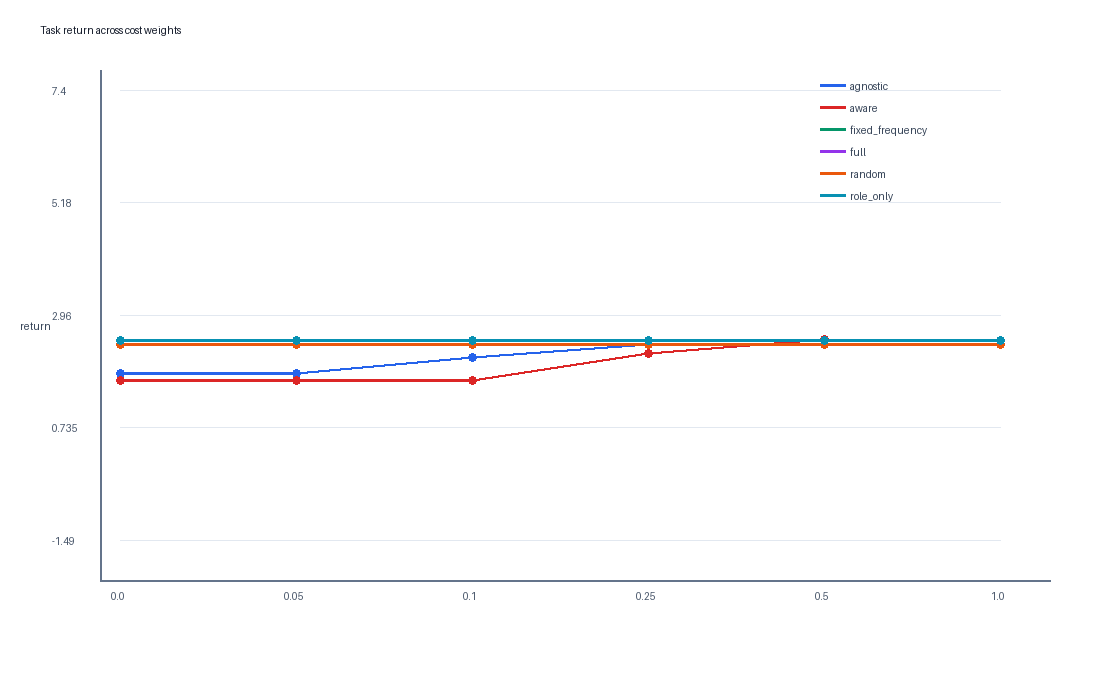 Task return across cost weights
7.4
agnostic
aware
fixed_frequency
full
random
role_only
5.18
2.96
return
0.735
-1.49
0.0 0.05 0.1 0.25 0.5 1.0